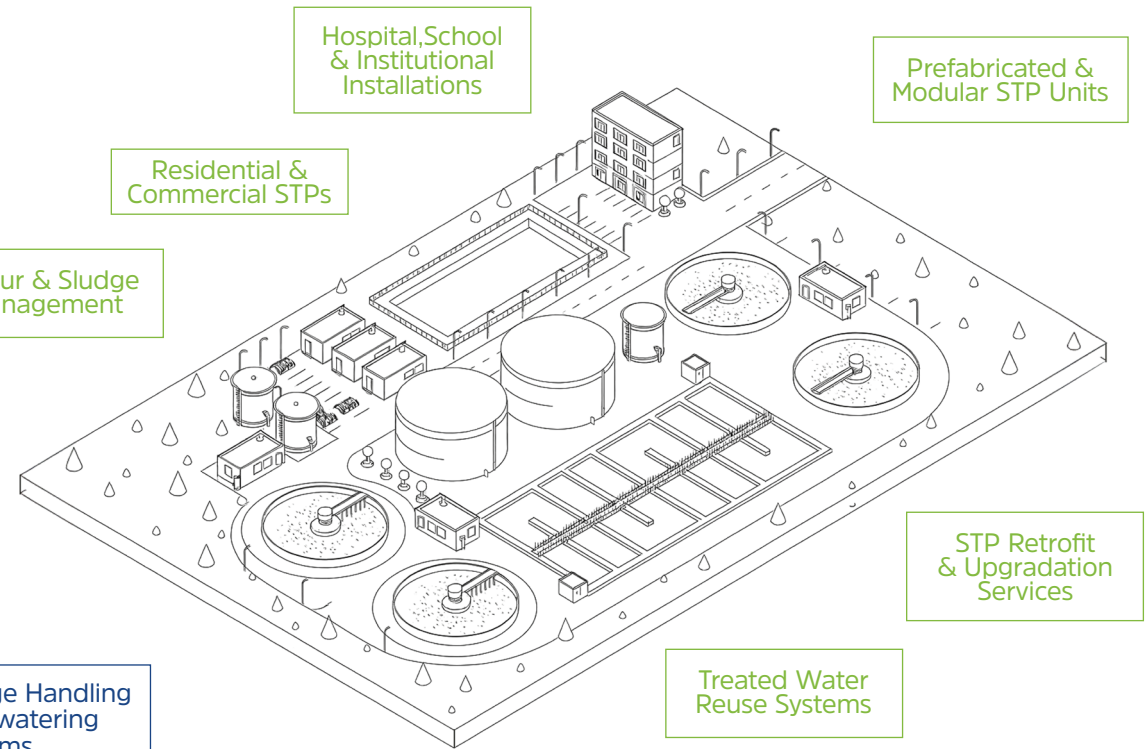 Hospital,School
& Institutional
Installations
Prefabricated &
Modular STP Units
Residential &
Commercial STPs
& Sludge
STP Retrofit
& Upgradation
Services
Treated Water
Reuse Systems
Handling